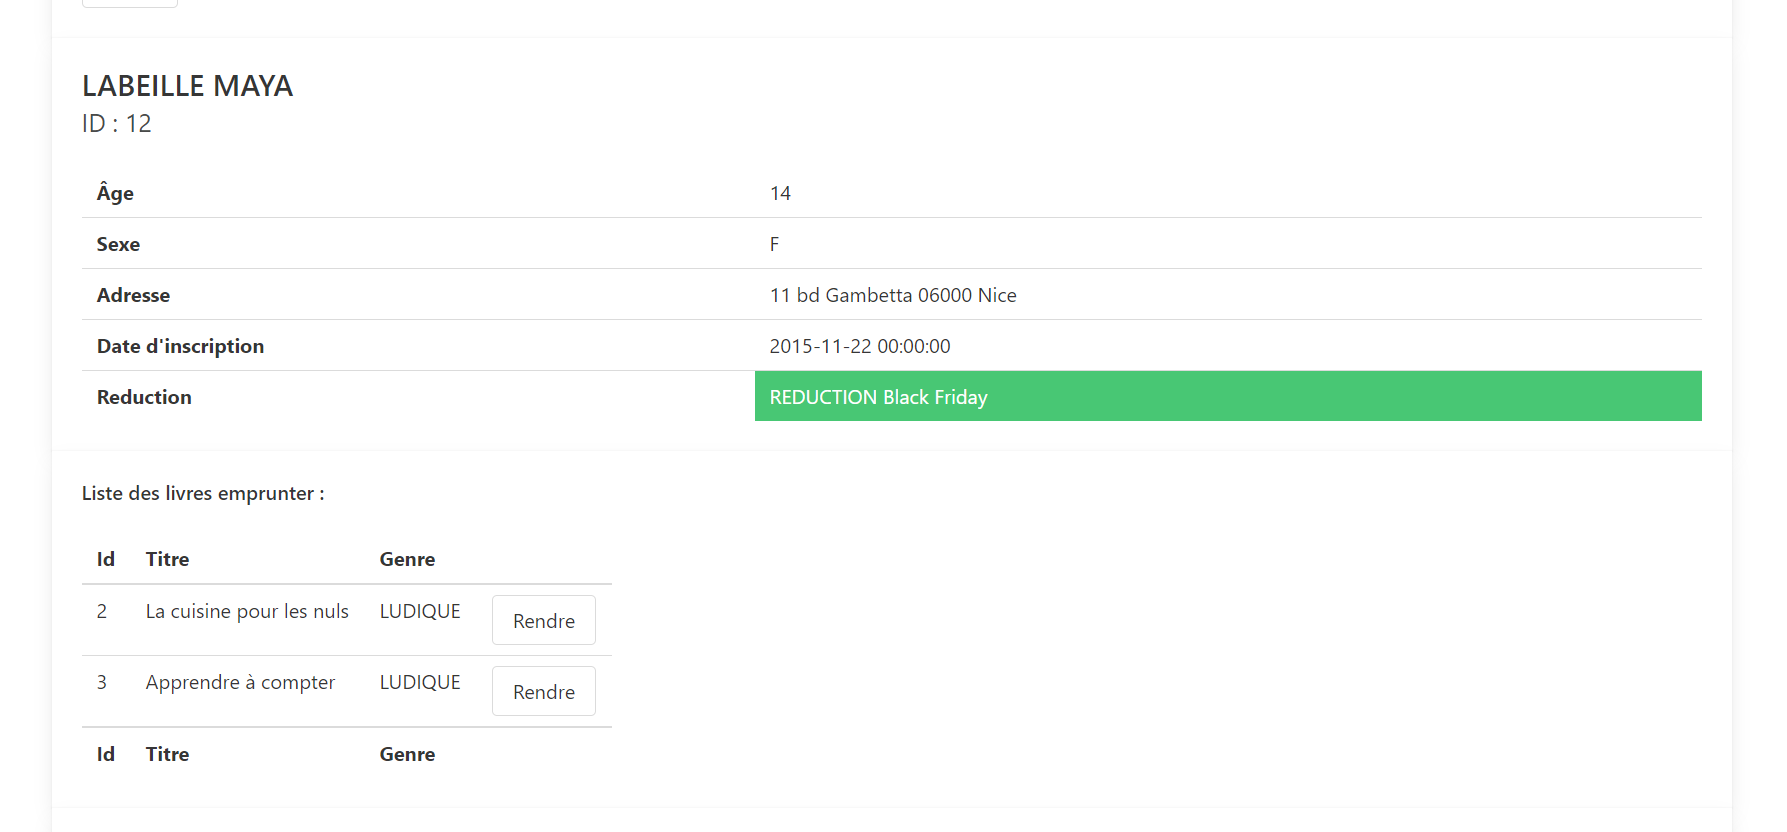 LABEILLE MAYA
ID : 12
Âge 14
Sexe F
Adresse 11 bd Gambetta 06000 Nice
Date d'inscription 2015-11-22 00:00:00
Reduction REDUCTION Black Friday
Liste des livres emprunter :
Id Titre Genre
2 La cuisine pour les nuls LUDIQUE Rendre
3 Apprendre à compter LUDIQUE Rendre
Id Titre Genre